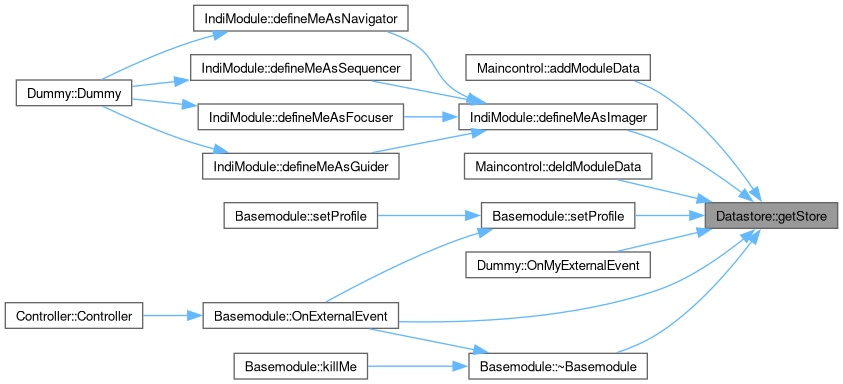 IndiModule::defineMeAsNavigator
IndiModule::defineMeAsSequencer
Maincontrol::addModuleData
Dummy::Dummy
IndiModule::defineMeAsFocuser
IndiModule::defineMeAsImager
IndiModule::defineMeAsGuider
Maincontrol::deldModuleData
Basemodule::setProfile
Basemodule::setProfile
Datastore::getStore
Dummy::OnMyExternalEvent
Controller::Controller
Basemodule::OnExternalEvent
Basemodule::killMe
Basemodule::~Basemodule